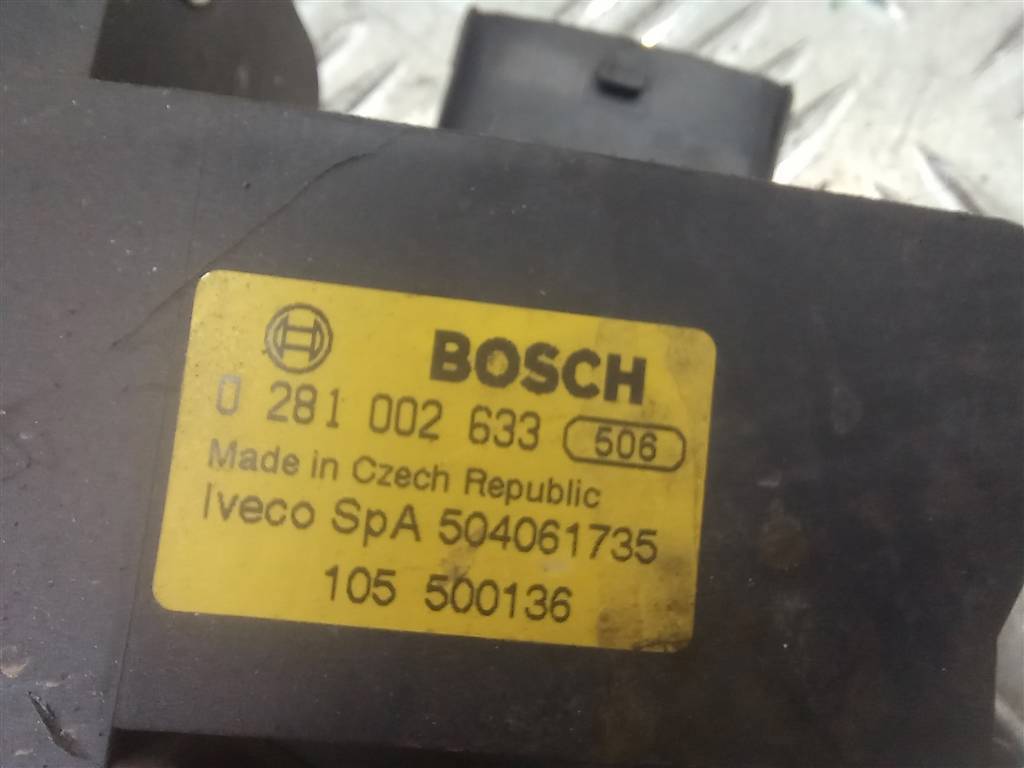 BOSCH
0 281 002 633 506
Made in Czech Republic
Iveco SpA 504061735
105 500136